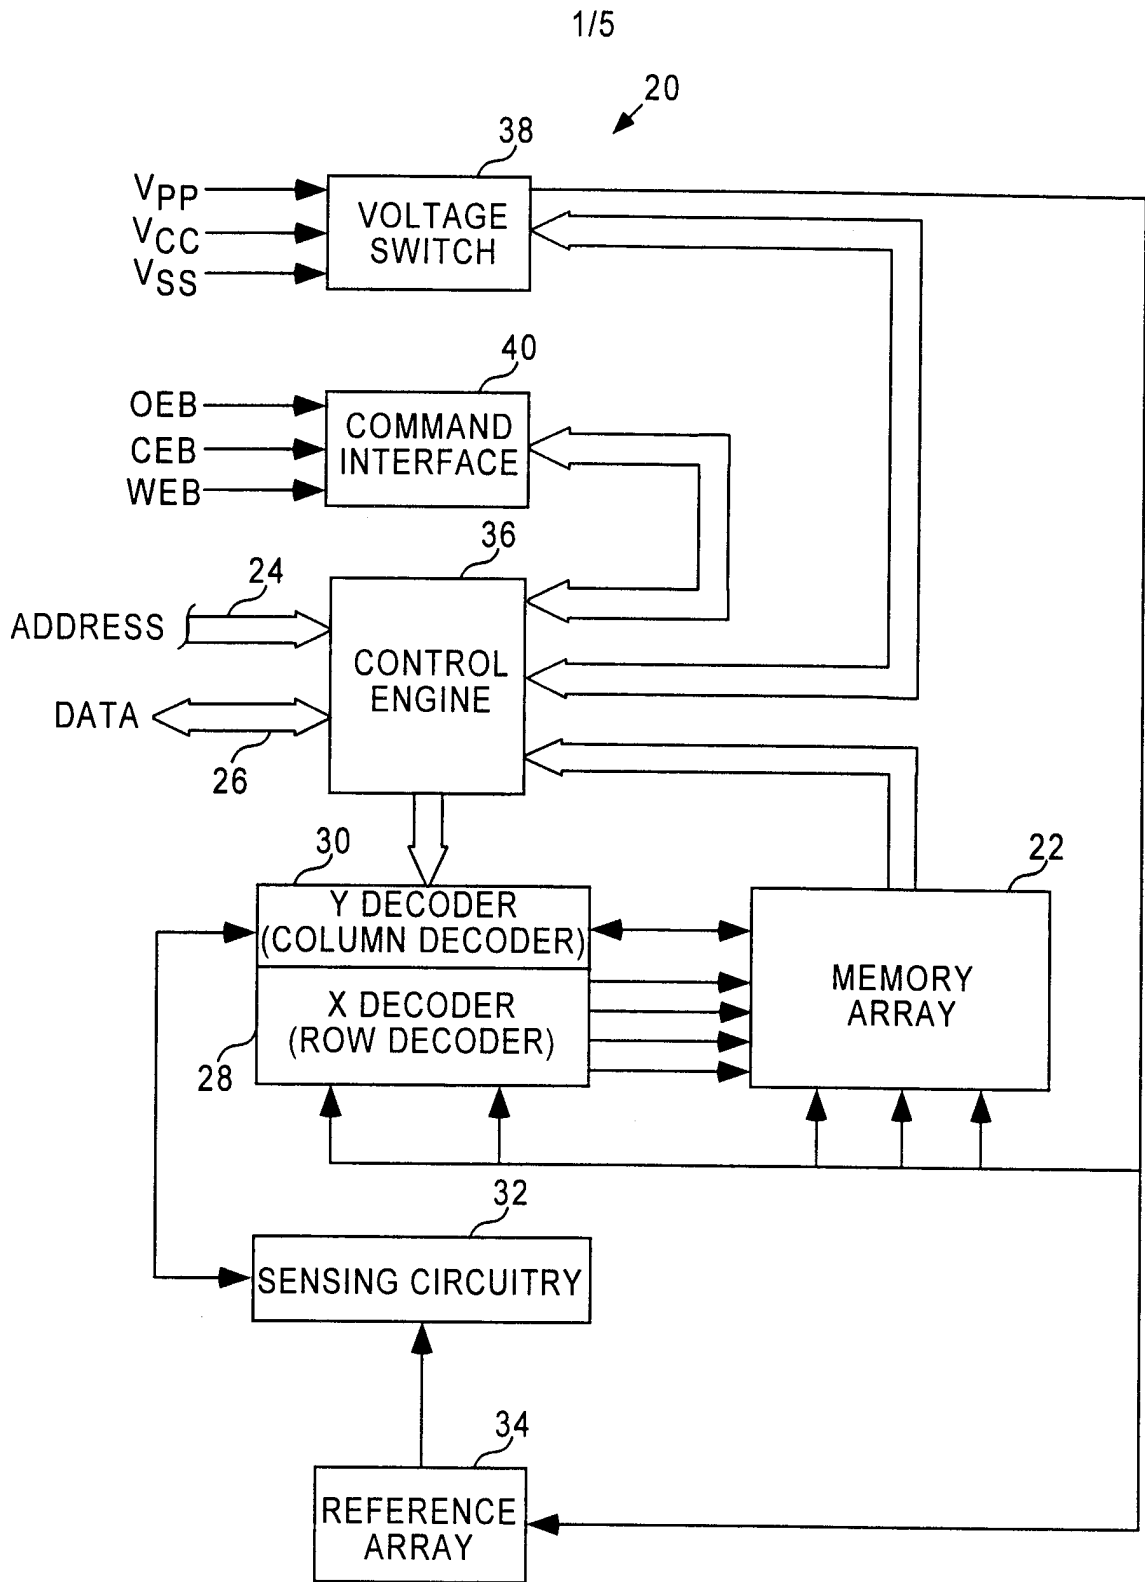 1/5
20
38
VPP
VCC
VSS
VOLTAGE
SWITCH
40
OEB
CEB
WEB
COMMAND
INTERFACE
36
24
ADDRESS
CONTROL
ENGINE
DATA
26
30
22
Y DECODER
(COLUMN DECODER)
X DECODER
(ROW DECODER)
28
MEMORY
ARRAY
32
SENSING CIRCUITRY
34
REFERENCE
ARRAY